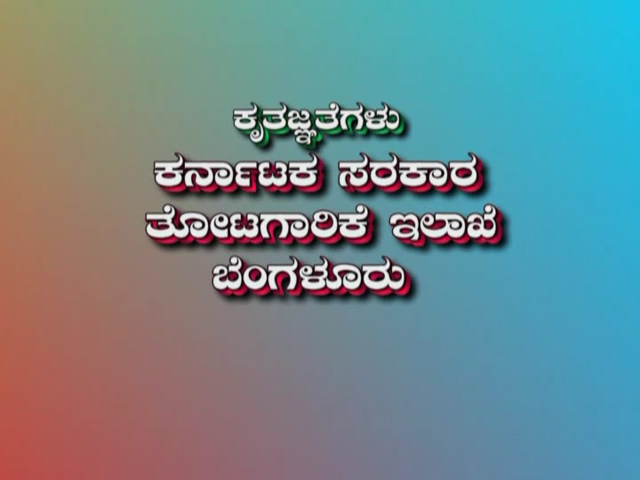 ಕೃತಜ್ಞತೆಗಳು
ಕರ್ನಾಟಕ ಸರಕಾರ
ತೋಟಗಾರಿಕೆ ಇಲಾಖೆ
ಬೆಂಗಳೂರು